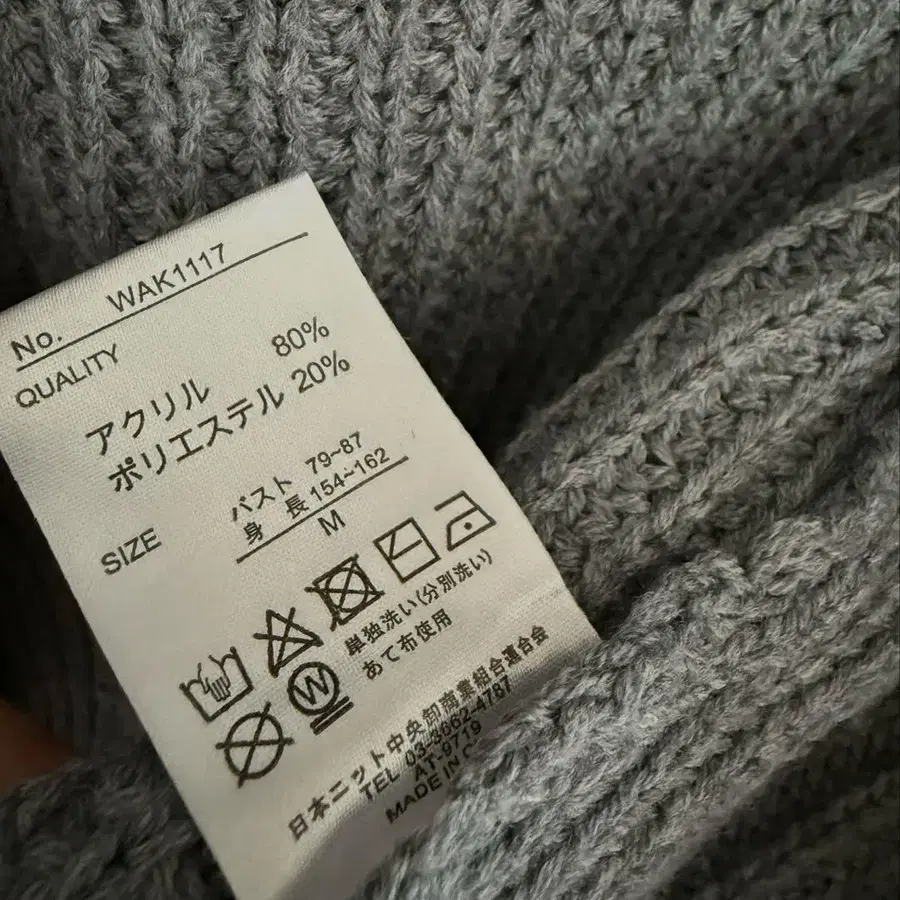 No. WAK1117
QUALITY
アクリル 80%
ポリエステル 20%
SIZE
バスト 79~87
身 長 154~162
M
W
単独洗い(分別洗い)
あて布使用
日本ニット中央卸商業組合連合会
TEL 03-3662-4787
AT-9719
MADE IN C